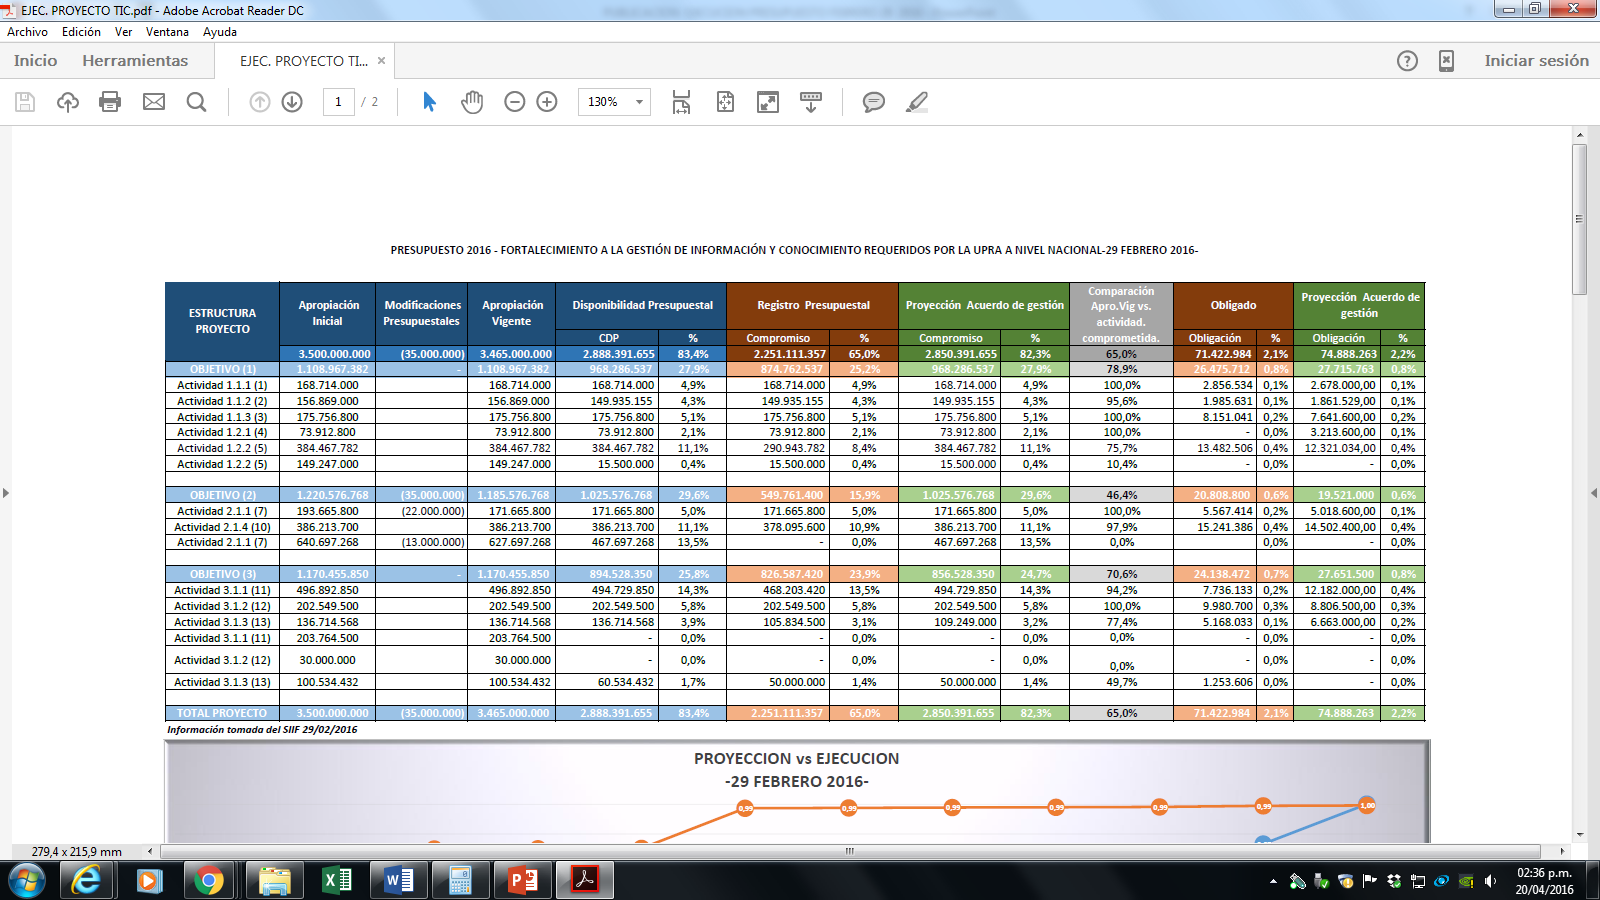 EJEC. PROYECTO TIC.pdf - Adobe Acrobat Reader DC
Archivo Edición Ver Ventana Ayuda
Inicio Herramientas EJEC. PROYECTO TI... × Iniciar sesión
1 / 2 130%
PRESUPUESTO 2016 - FORTALECIMIENTO A LA GESTIÓN DE INFORMACIÓN Y CONOCIMIENTO REQUERIDOS POR LA UPRA A NIVEL NACIONAL-29 FEBRERO 2016-
ESTRUCTURA PROYECTO Apropiación Inicial Modificaciones Presupuestales Apropiación Vigente Disponibilidad Presupuestal Registro Presupuestal Proyección Acuerdo de gestión Comparación Apro.Vig vs. actividad. comprometida. Obligado Proyección Acuerdo de gestión
CDP % Compromiso % Compromiso % Obligación % Obligación %
3.500.000.000 (35.000.000) 3.465.000.000 2.888.391.655 83,4% 2.251.111.357 65,0% 2.850.391.655 82,3% 65,0% 71.422.984 2,1% 74.888.263 2,2%
OBJETIVO (1) 1.108.967.382 - 1.108.967.382 968.286.537 27,9% 874.762.537 25,2% 968.286.537 27,9% 78,9% 26.475.712 0,8% 27.715.763 0,8%
Actividad 1.1.1 (1) 168.714.000 168.714.000 168.714.000 4,9% 168.714.000 4,9% 168.714.000 4,9% 100,0% 2.856.534 0,1% 2.678.000,00 0,1%
Actividad 1.1.2 (2) 156.869.000 156.869.000 149.935.155 4,3% 149.935.155 4,3% 149.935.155 4,3% 95,6% 1.985.631 0,1% 1.861.529,00 0,1%
Actividad 1.1.3 (3) 175.756.800 175.756.800 175.756.800 5,1% 175.756.800 5,1% 175.756.800 5,1% 100,0% 8.151.041 0,2% 7.641.600,00 0,2%
Actividad 1.2.1 (4) 73.912.800 73.912.800 73.912.800 2,1% 73.912.800 2,1% 73.912.800 2,1% 100,0% - 0,0% 3.213.600,00 0,1%
Actividad 1.2.2 (5) 384.467.782 384.467.782 384.467.782 11,1% 290.943.782 8,4% 384.467.782 11,1% 75,7% 13.482.506 0,4% 12.321.034,00 0,4%
Actividad 1.2.2 (5) 149.247.000 149.247.000 15.500.000 0,4% 15.500.000 0,4% 15.500.000 0,4% 10,4% - 0,0% - 0,0%
OBJETIVO (2) 1.220.576.768 (35.000.000) 1.185.576.768 1.025.576.768 29,6% 549.761.400 15,9% 1.025.576.768 29,6% 46,4% 20.808.800 0,6% 19.521.000 0,6%
Actividad 2.1.1 (7) 193.665.800 (22.000.000) 171.665.800 171.665.800 5,0% 171.665.800 5,0% 171.665.800 5,0% 100,0% 5.567.414 0,2% 5.018.600,00 0,1%
Actividad 2.1.4 (10) 386.213.700 386.213.700 386.213.700 11,1% 378.095.600 10,9% 386.213.700 11,1% 97,9% 15.241.386 0,4% 14.502.400,00 0,4%
Actividad 2.1.1 (7) 640.697.268 (13.000.000) 627.697.268 467.697.268 13,5% - 0,0% 467.697.268 13,5% 0,0% 0,0% - 0,0%
OBJETIVO (3) 1.170.455.850 - 1.170.455.850 894.528.350 25,8% 826.587.420 23,9% 856.528.350 24,7% 70,6% 24.138.472 0,7% 27.651.500 0,8%
Actividad 3.1.1 (11) 496.892.850 496.892.850 494.729.850 14,3% 468.203.420 13,5% 494.729.850 14,3% 94,2% 7.736.133 0,2% 12.182.000,00 0,4%
Actividad 3.1.2 (12) 202.549.500 202.549.500 202.549.500 5,8% 202.549.500 5,8% 202.549.500 5,8% 100,0% 9.980.700 0,3% 8.806.500,00 0,3%
Actividad 3.1.3 (13) 136.714.568 136.714.568 136.714.568 3,9% 105.834.500 3,1% 109.249.000 3,2% 77,4% 5.168.033 0,1% 6.663.000,00 0,2%
Actividad 3.1.1 (11) 203.764.500 203.764.500 - 0,0% - 0,0% - 0,0% 0,0% - 0,0% - 0,0%
Actividad 3.1.2 (12) 30.000.000 30.000.000 - 0,0% - 0,0% - 0,0% 0,0% - 0,0% - 0,0%
Actividad 3.1.3 (13) 100.534.432 100.534.432 60.534.432 1,7% 50.000.000 1,4% 50.000.000 1,4% 49,7% 1.253.606 0,0% - 0,0%
TOTAL PROYECTO 3.500.000.000 (35.000.000) 3.465.000.000 2.888.391.655 83,4% 2.251.111.357 65,0% 2.850.391.655 82,3% 65,0% 71.422.984 2,1% 74.888.263 2,2%
Información tomada del SIIF 29/02/2016
PROYECCION vs EJECUCION
-29 FEBRERO 2016-
0,99 0,99 0,99 0,99 0,99 0,99 1,00
279,4 x 215,9 mm
02:36 p.m.
20/04/2016